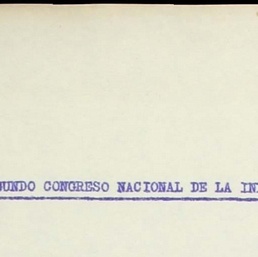 UNDO CONGRESO NACIONAL DE LA IN